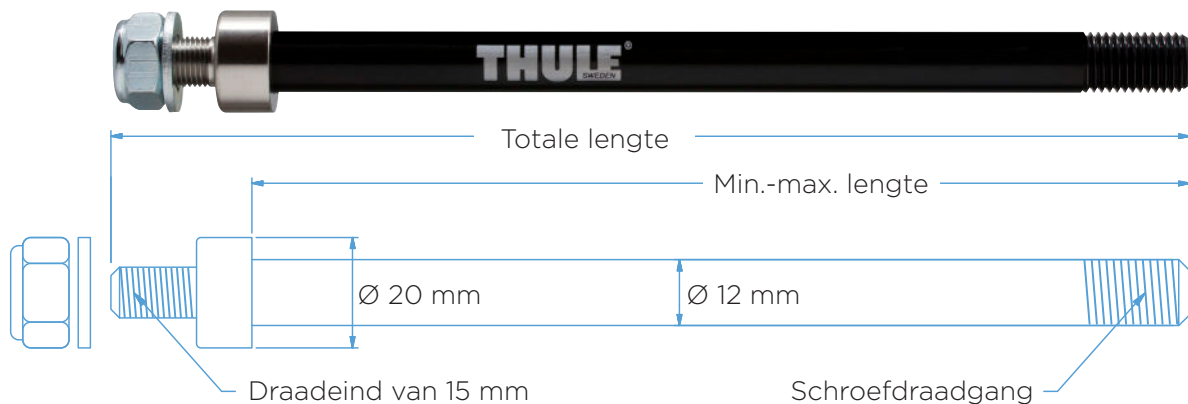 THULE®
SWEDEN
Totale lengte
Min.-max. lengte
Ø 20 mm
Ø 12 mm
Draadeind van 15 mm
Schroefdraadgang